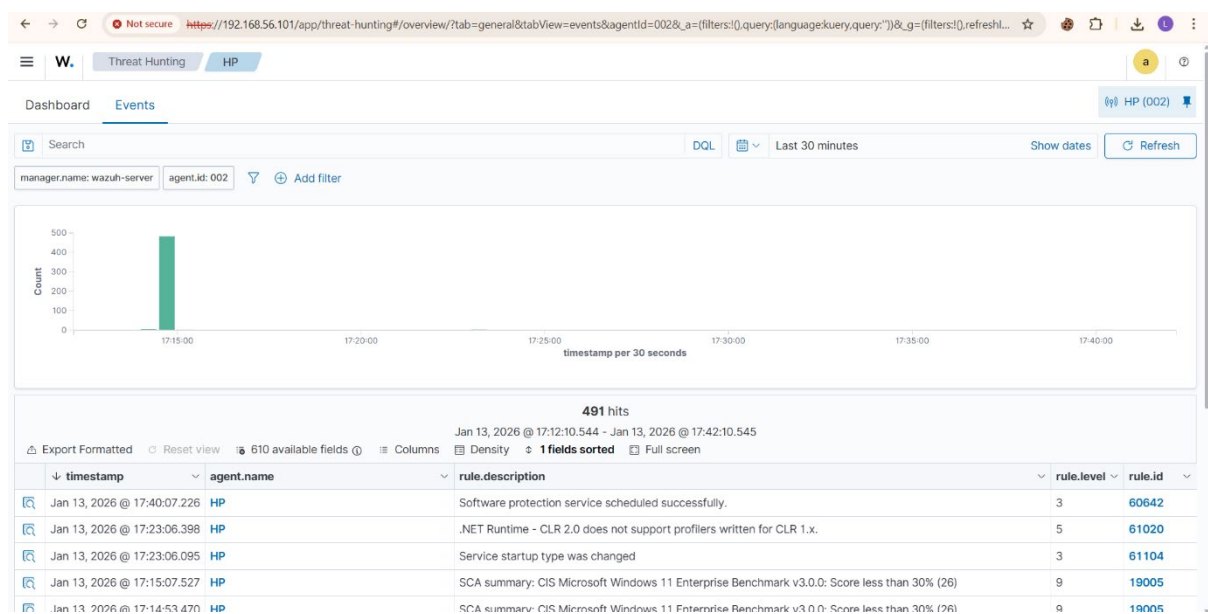 Not secure https://192.168.56.101/app/threat-hunting#/overview/?tab=general&tabView=events&agentId=002&_a=(filters:!(),query:(language:kuery,query:''))&_g=(filters:!(),refreshI... L
W. Threat Hunting HP a
Dashboard Events HP (002)
Search DQL Last 30 minutes Show dates Refresh
manager.name: wazuh-server agent.id: 002 Add filter
500
400
300
200
100
0
Count
17:15:00 17:20:00 17:25:00 17:30:00 17:35:00 17:40:00
timestamp per 30 seconds
491 hits
Jan 13, 2026 @ 17:12:10.544 - Jan 13, 2026 @ 17:42:10.545
Export Formatted Reset view 610 available fields Columns Density 1 fields sorted Full screen
timestamp agent.name rule.description rule.level rule.id
Jan 13, 2026 @ 17:40:07.226 HP Software protection service scheduled successfully. 3 60642
Jan 13, 2026 @ 17:23:06.398 HP .NET Runtime - CLR 2.0 does not support profilers written for CLR 1.x. 5 61020
Jan 13, 2026 @ 17:23:06.095 HP Service startup type was changed 3 61104
Jan 13, 2026 @ 17:15:07.527 HP SCA summary: CIS Microsoft Windows 11 Enterprise Benchmark v3.0.0: Score less than 30% (26) 9 19005
Jan 13, 2026 @ 17:14:53.470 HP SCA summary: CIS Microsoft Windows 11 Enterprise Benchmark v3.0.0: Score less than 30% (26) 9 19005